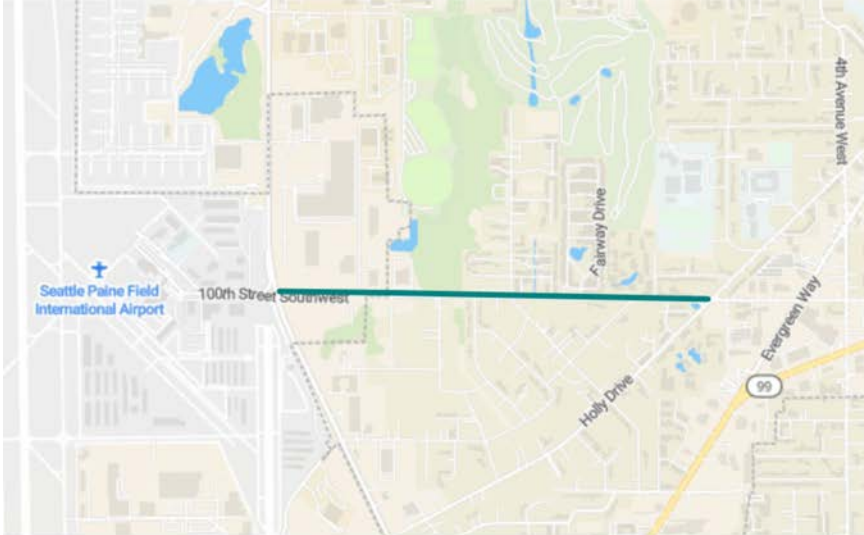 4th Avenue West
Fairway Drive
Seattle Paine Field
International Airport
100th Street Southwest
Evergreen Way
Holly Drive
99